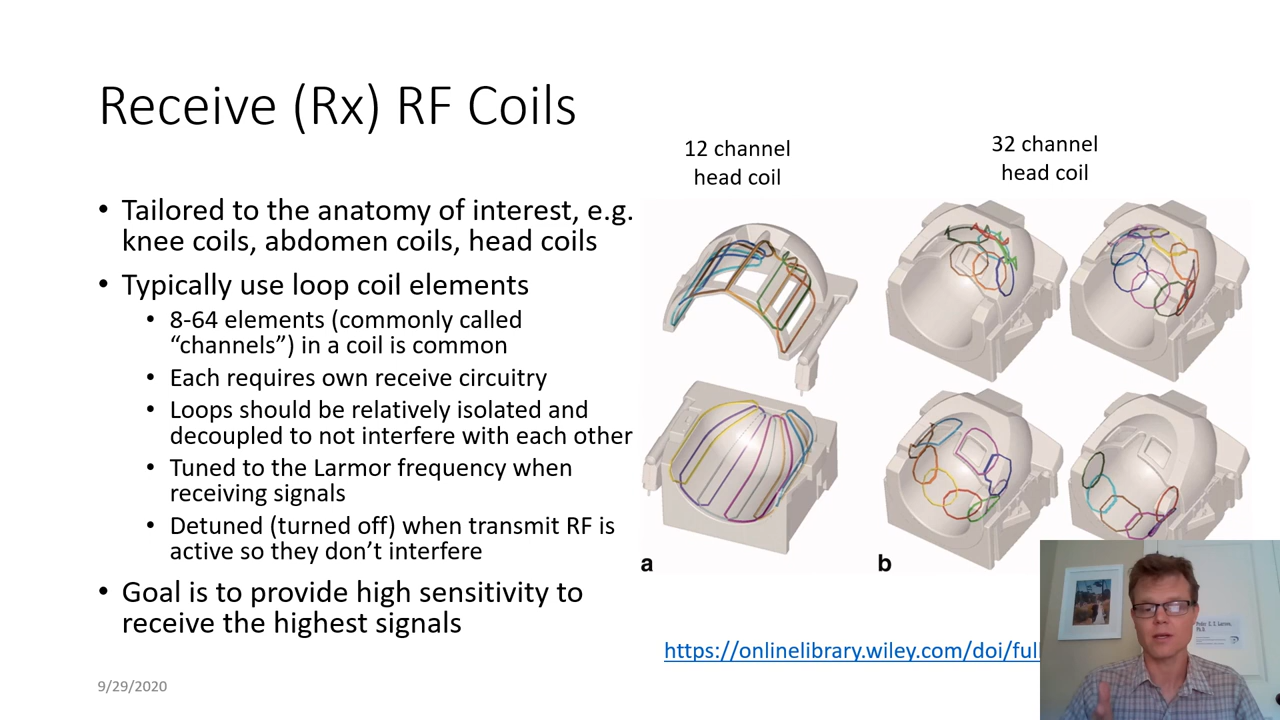 Receive (Rx) RF Coils
12 channel
head coil
32 channel
head coil
• Tailored to the anatomy of interest, e.g.
knee coils, abdomen coils, head coils
• Typically use loop coil elements
• 8-64 elements (commonly called
“channels”) in a coil is common
• Each requires own receive circuitry
• Loops should be relatively isolated and
decoupled to not interfere with each other
• Tuned to the Larmor frequency when
receiving signals
• Detuned (turned off) when transmit RF is
active so they don’t interfere
• Goal is to provide high sensitivity to
receive the highest signals
a
b
https://onlinelibrary.wiley.com/doi/ful
9/29/2020